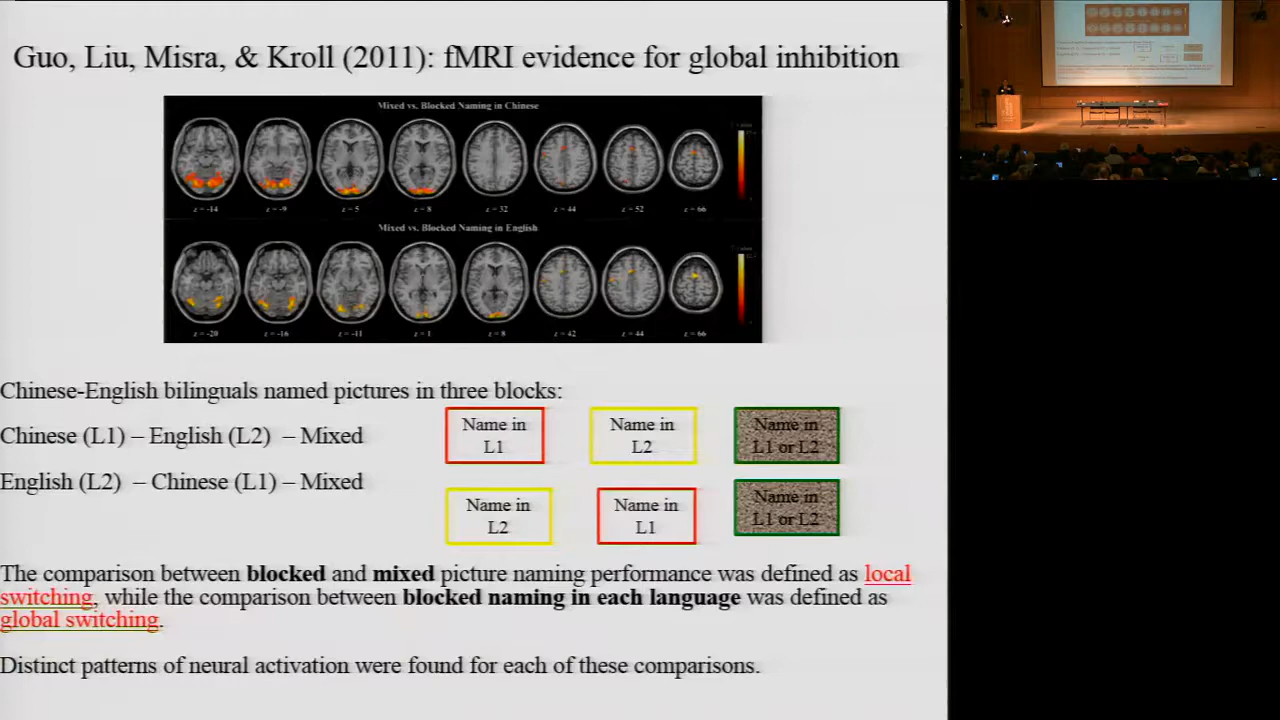 Guo, Liu, Misra, & Kroll (2011): fMRI evidence for global inhibition
Mixed vs. Blocked Naming in Chinese
z = -14 z = -9 z = 5 z = 8 z = 32 z = 44 z = 52 z = 66
Mixed vs. Blocked Naming in English
z = -20 z = -16 z = -11 z = 1 z = 8 z = 42 z = 44 z = 66
Chinese-English bilinguals named pictures in three blocks:
Chinese (L1) – English (L2) – Mixed
Name in
L1
Name in
L2
Name in
L1 or L2
English (L2) – Chinese (L1) – Mixed
Name in
L2
Name in
L1
Name in
L1 or L2
The comparison between blocked and mixed picture naming performance was defined as local
switching, while the comparison between blocked naming in each language was defined as
global switching.
Distinct patterns of neural activation were found for each of these comparisons.